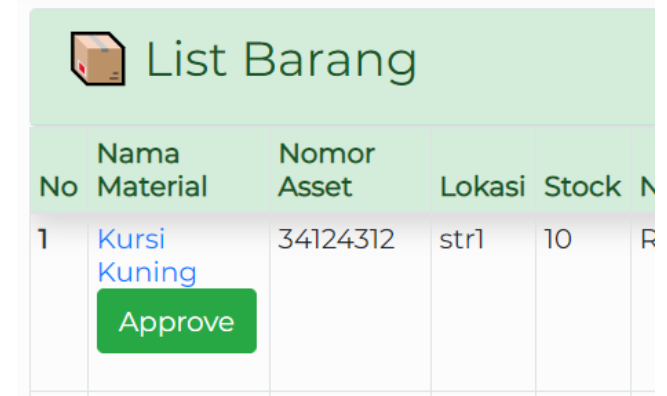 List Barang
No Nama Material Nomor Asset Lokasi Stock N
1 Kursi Kuning 34124312 str1 10 R
Approve